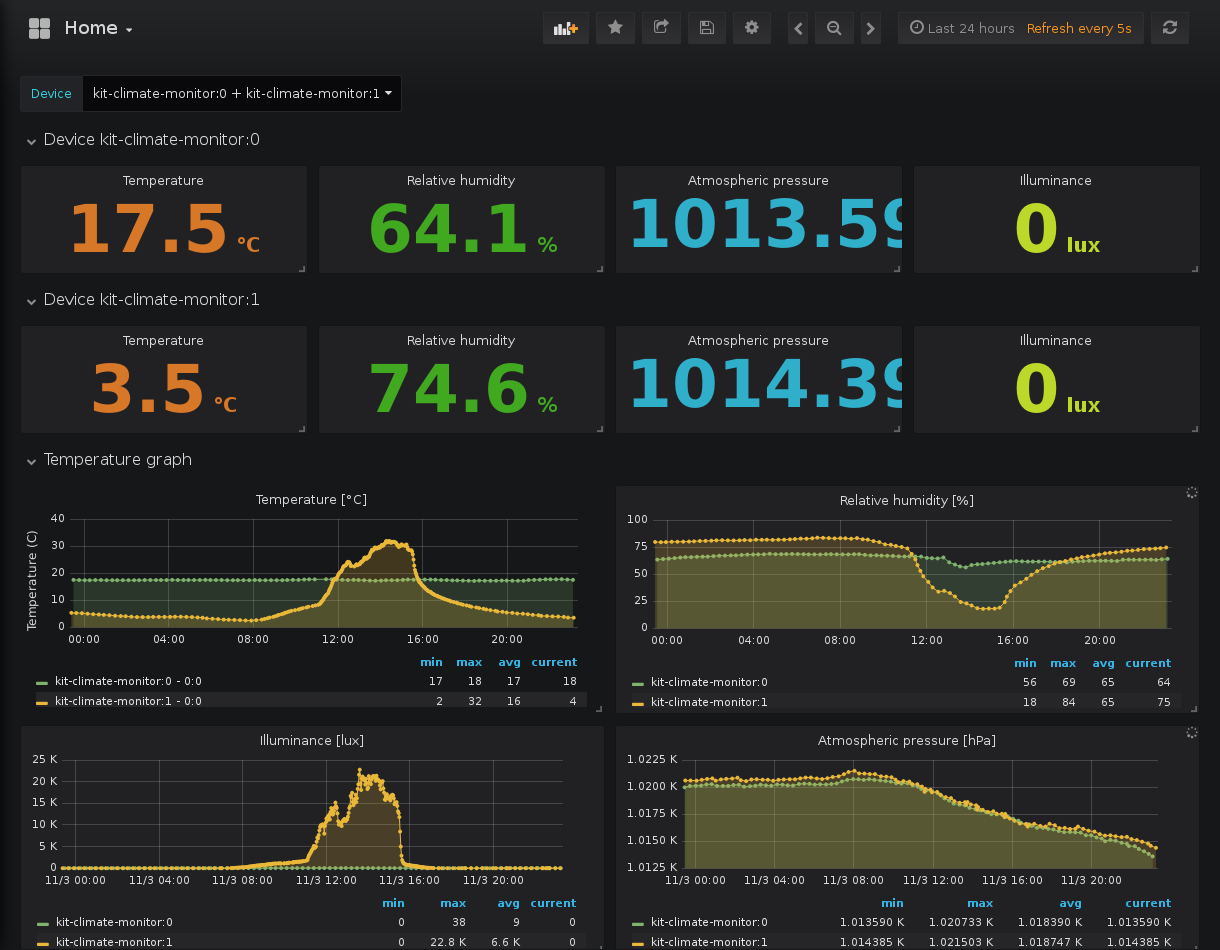 Home
Last 24 hours Refresh every 5s
Device kit-climate-monitor:0 + kit-climate-monitor:1
Device kit-climate-monitor:0
Temperature Relative humidity Atmospheric pressure Illuminance
17.5 °C 64.1 % 1013.59 0 lux
Device kit-climate-monitor:1
Temperature Relative humidity Atmospheric pressure Illuminance
3.5 °C 74.6 % 1014.39 0 lux
Temperature graph
Temperature [°C]
Temperature (C)
40
30
20
10
0
00:00 04:00 08:00 12:00 16:00 20:00
min max avg current
kit-climate-monitor:0 - 0:0 17 18 17 18
kit-climate-monitor:1 - 0:0 2 32 16 4
Relative humidity [%]
100
75
50
25
0
00:00 04:00 08:00 12:00 16:00 20:00
min max avg current
kit-climate-monitor:0 56 69 65 64
kit-climate-monitor:1 18 84 65 75
Illuminance [lux]
25 K
20 K
15 K
10 K
5 K
0
11/3 00:00 11/3 04:00 11/3 08:00 11/3 12:00 11/3 16:00 11/3 20:00
min max avg current
kit-climate-monitor:0 0 38 9 0
kit-climate-monitor:1 0 22.8 K 6.6 K 0
Atmospheric pressure [hPa]
1.0225 K
1.0200 K
1.0175 K
1.0150 K
1.0125 K
11/3 00:00 11/3 04:00 11/3 08:00 11/3 12:00 11/3 16:00 11/3 20:00
min max avg current
kit-climate-monitor:0 1.013590 K 1.020733 K 1.018390 K 1.013590 K
kit-climate-monitor:1 1.014385 K 1.021503 K 1.018747 K 1.014385 K